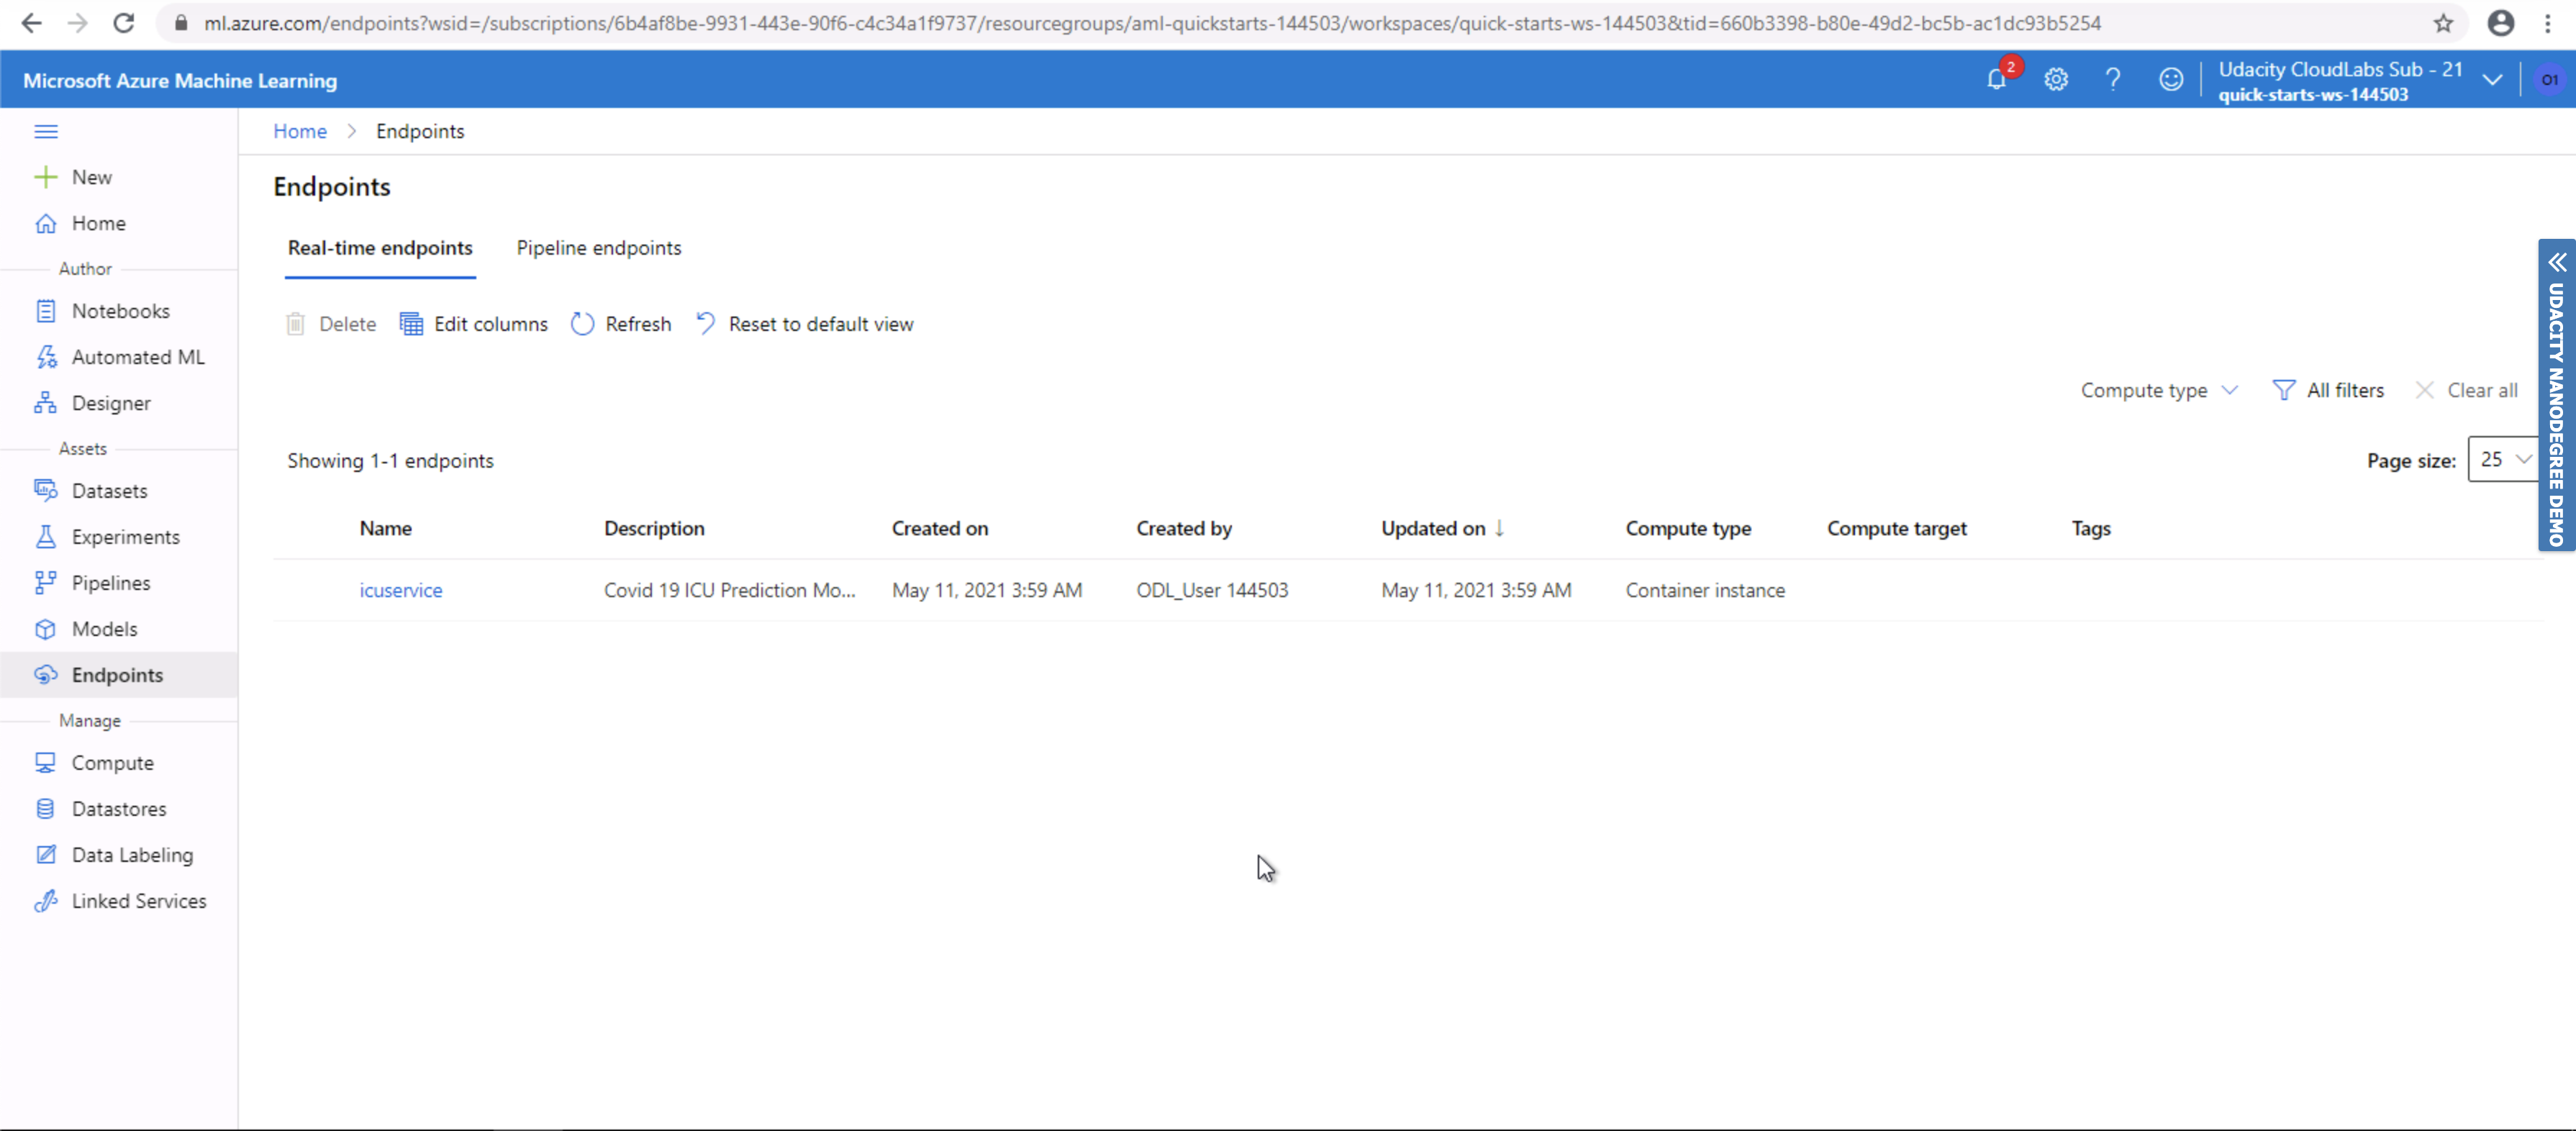 ml.azure.com/endpoints?wsid=/subscriptions/6b4af8be-9931-443e-90f6-c4c34a1f9737/resourcegroups/aml-quickstarts-144503/workspaces/quick-starts-ws-144503&tid=660b3398-b80e-49d2-bc5b-ac1dc93b5254
Microsoft Azure Machine Learning
2
Udacity CloudLabs Sub - 21
quick-starts-ws-144503
O1
Home > Endpoints
New
Home
Author
Notebooks
Automated ML
Designer
Assets
Datasets
Experiments
Pipelines
Models
Endpoints
Manage
Compute
Datastores
Data Labeling
Linked Services
Endpoints
Real-time endpoints Pipeline endpoints
Delete Edit columns Refresh Reset to default view
Compute type All filters Clear all
Showing 1-1 endpoints
Page size: 25
Name Description Created on Created by Updated on ↓ Compute type Compute target Tags
icuservice Covid 19 ICU Prediction Mo... May 11, 2021 3:59 AM ODL_User 144503 May 11, 2021 3:59 AM Container instance
UDACITY NANODEGREE DEMO